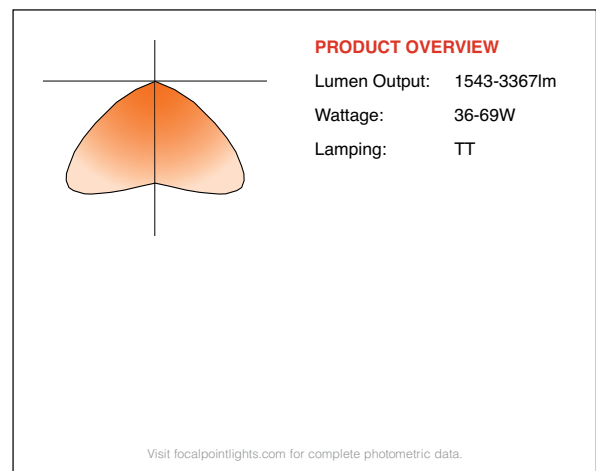 PRODUCT OVERVIEW
Lumen Output: 1543-3367lm
Wattage: 36-69W
Lamping: TT
Visit focalpointlights.com for complete photometric data.